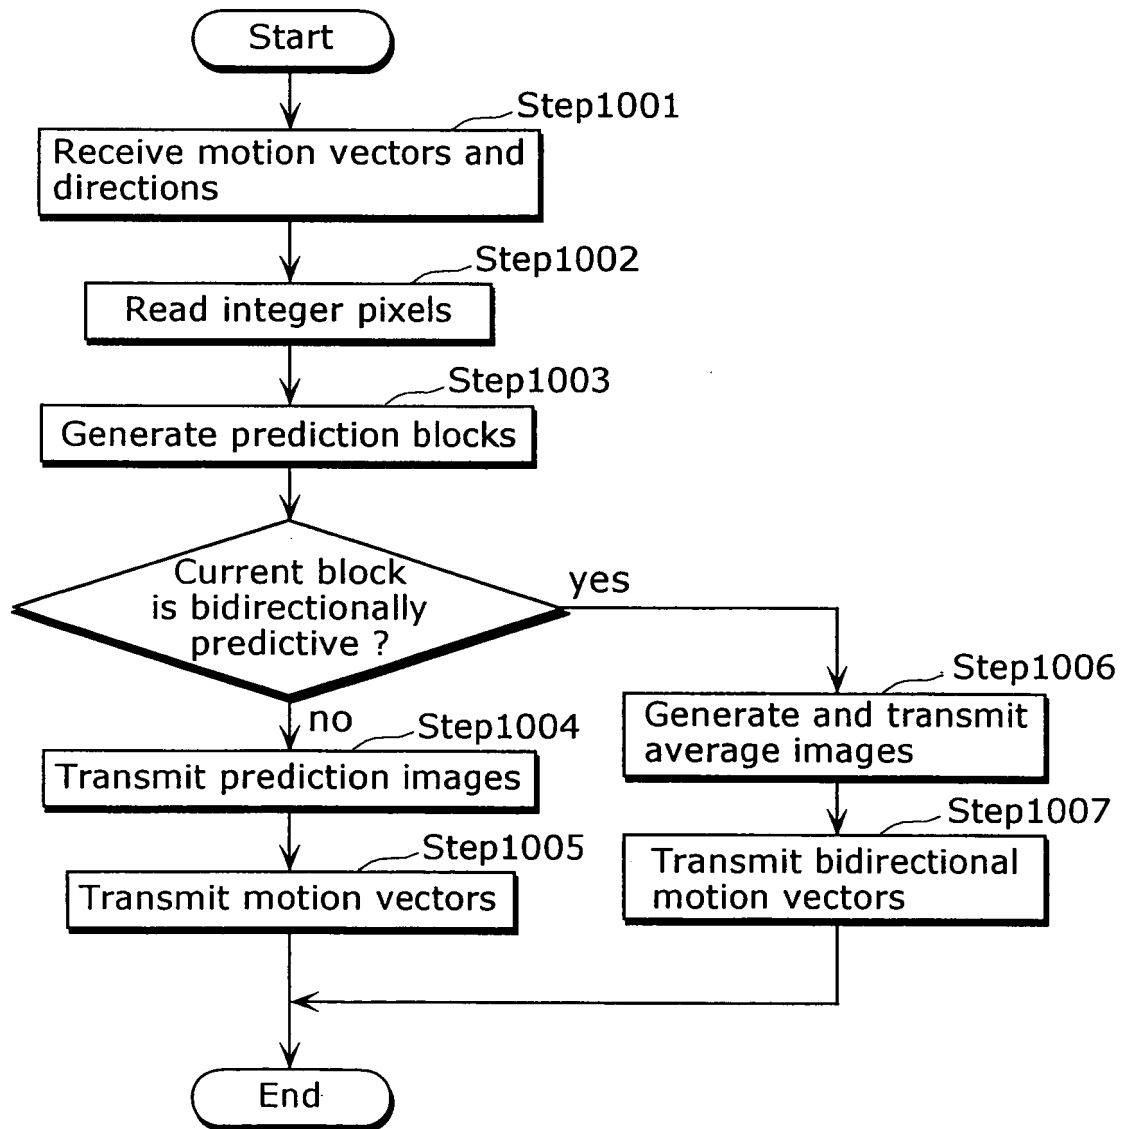 Start
Step1001
Receive motion vectors and
directions
Step1002
Read integer pixels
Step1003
Generate prediction blocks
Current block
is bidirectionally
predictive ?
yes
no
Step1004
Transmit prediction images
Step1005
Transmit motion vectors
Step1006
Generate and transmit
average images
Step1007
Transmit bidirectional
motion vectors
End